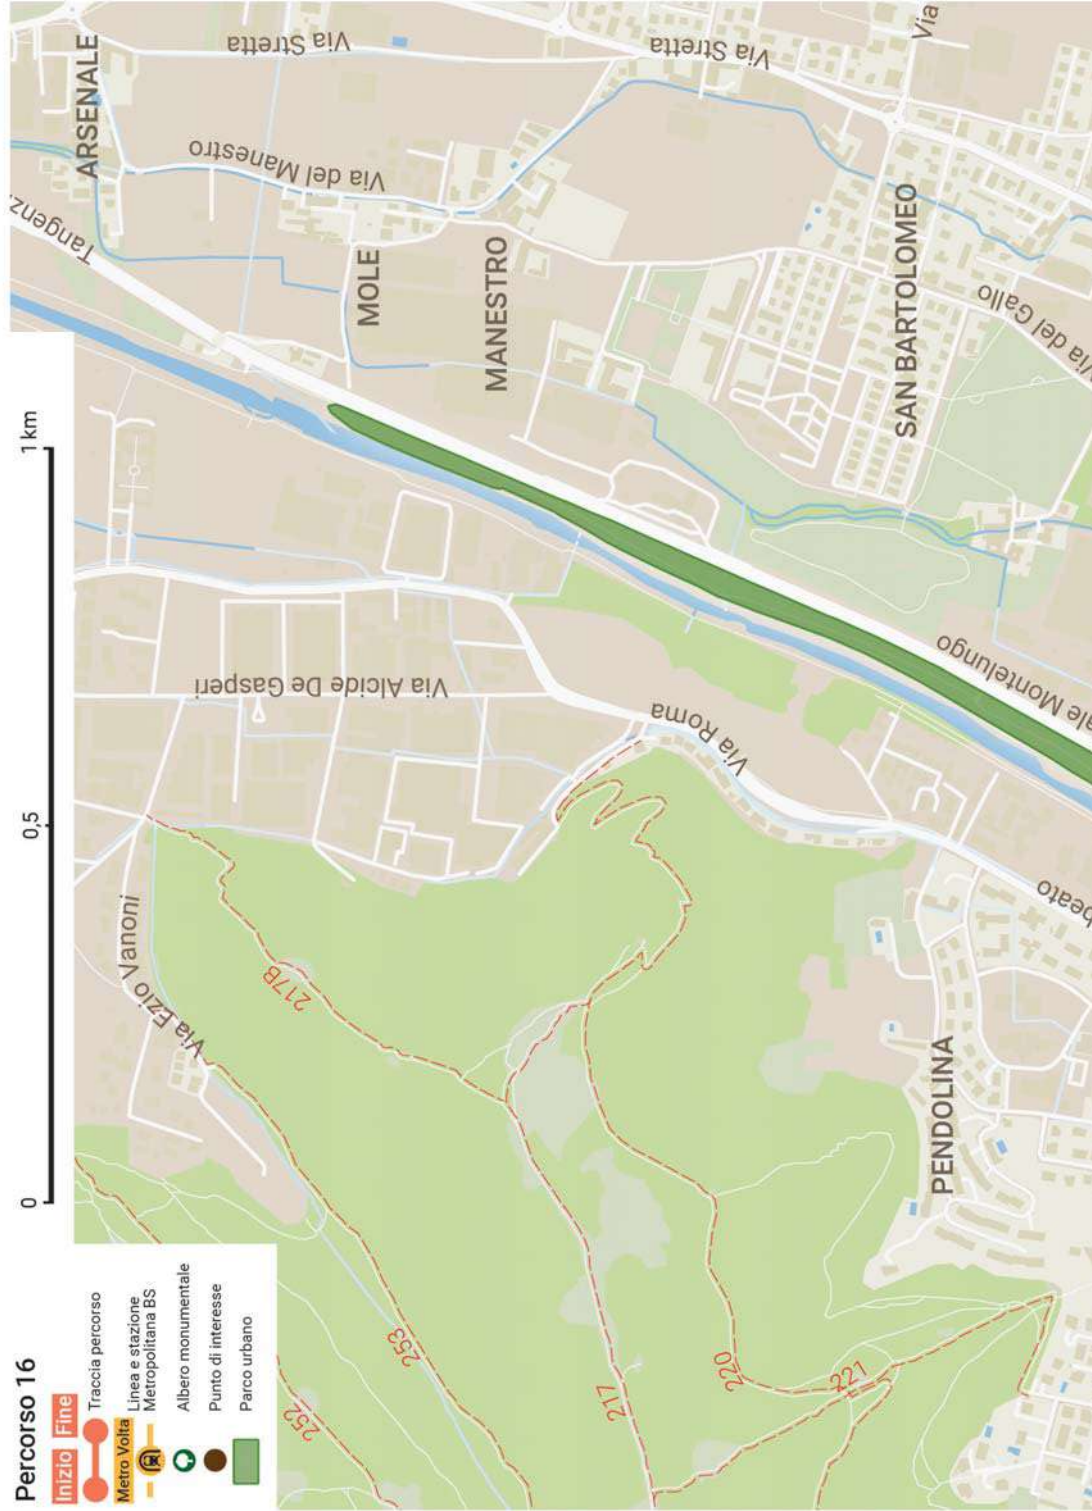 Percorso 16
Inizio Fine
Traccia percorso
Metro Volta
Linea e stazione
Metropolitana BS
Albero monumentale
Punto di interesse
Parco urbano
0
0,5
1 km
252
253
217
217B
220
221
Via Ezio Vanoni
Via Alcide De Gasperi
Via Roma
PENDOLINA
Tangenz.
ARSENALE
Via Stretta
Via del Manestro
MOLE
MANESTRO
Via Stretta
Via
SAN BARTOLOMEO
Via del Gallo
ale Montelungo
beato